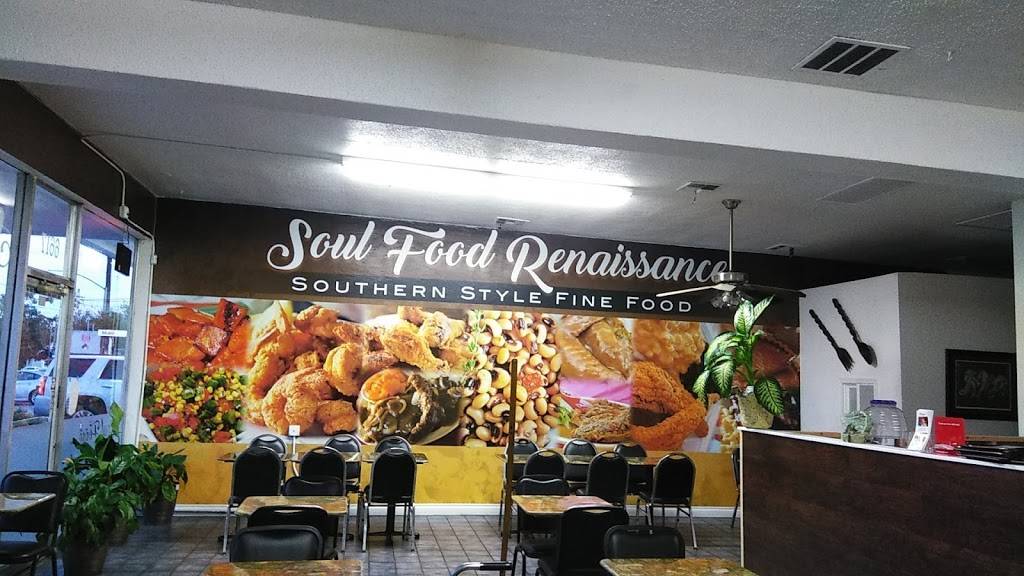 Soul Food Renaissance
Southern Style Fine Food